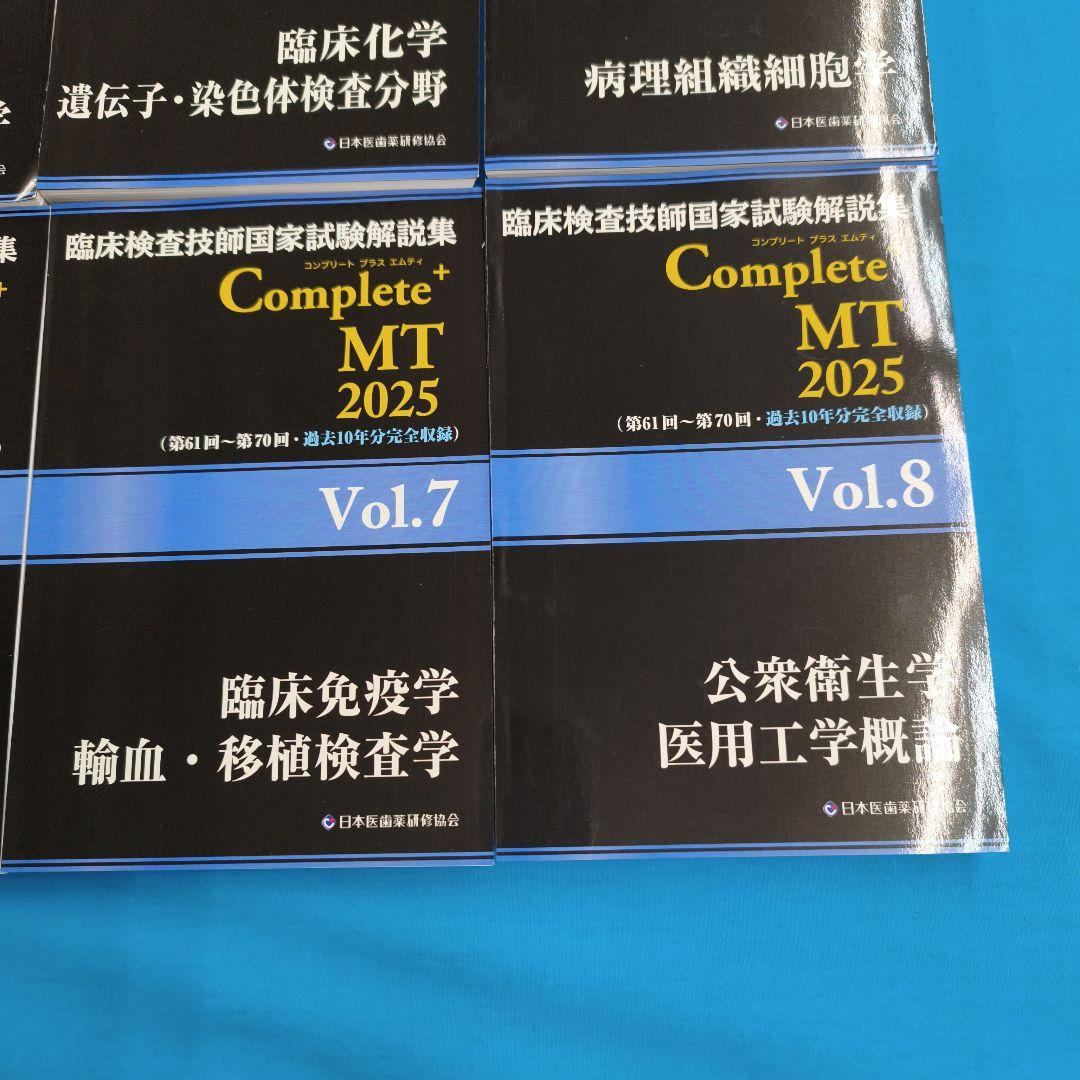 臨床化学
遺伝子・染色体検査分野
日本医歯薬研修協会
病理組織細胞学
日本医歯薬研修協会
学
会
集
+
)
臨床検査技師国家試験解説集
コンプリート プラス エムティ
Complete+
MT
2025
(第61回～第70回・過去10年分完全収録)
Vol.7
臨床免疫学
輸血・移植検査学
日本医歯薬研修協会
臨床検査技師国家試験解説集
コンプリート プラス エムティ
Complete+
MT
2025
(第61回～第70回・過去10年分完全収録)
Vol.8
公衆衛生学
医用工学概論
日本医歯薬研修協会